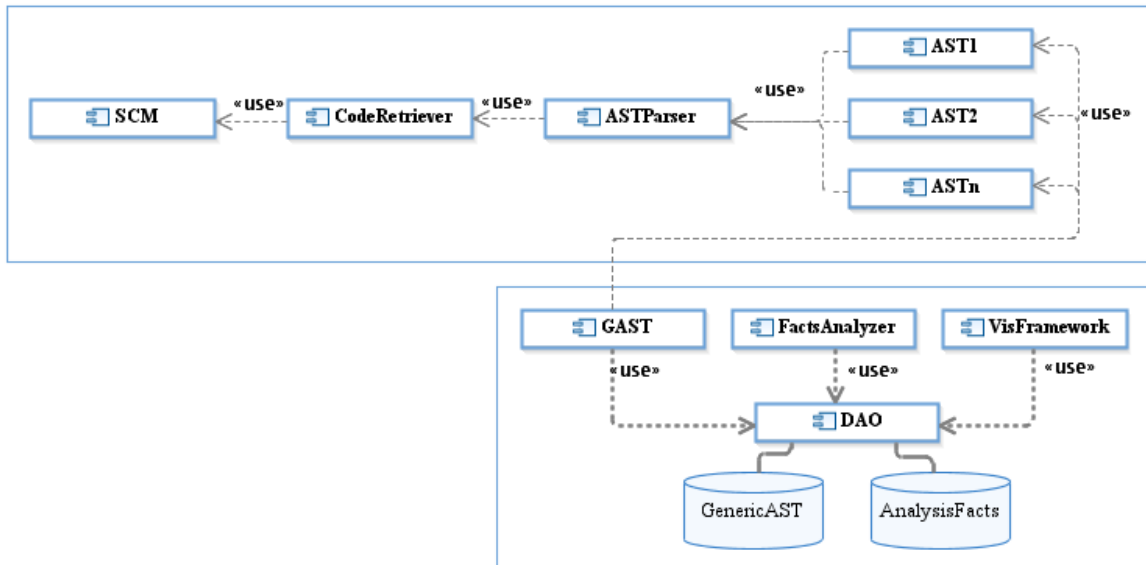 AST1
«use»
«use»
«use»
SCM
CodeRetriever
ASTParser
AST2
«use»
ASTn
GAST
FactsAnalyzer
VisFramework
«use»
«use»
«use»
DAO
GenericAST
AnalysisFacts